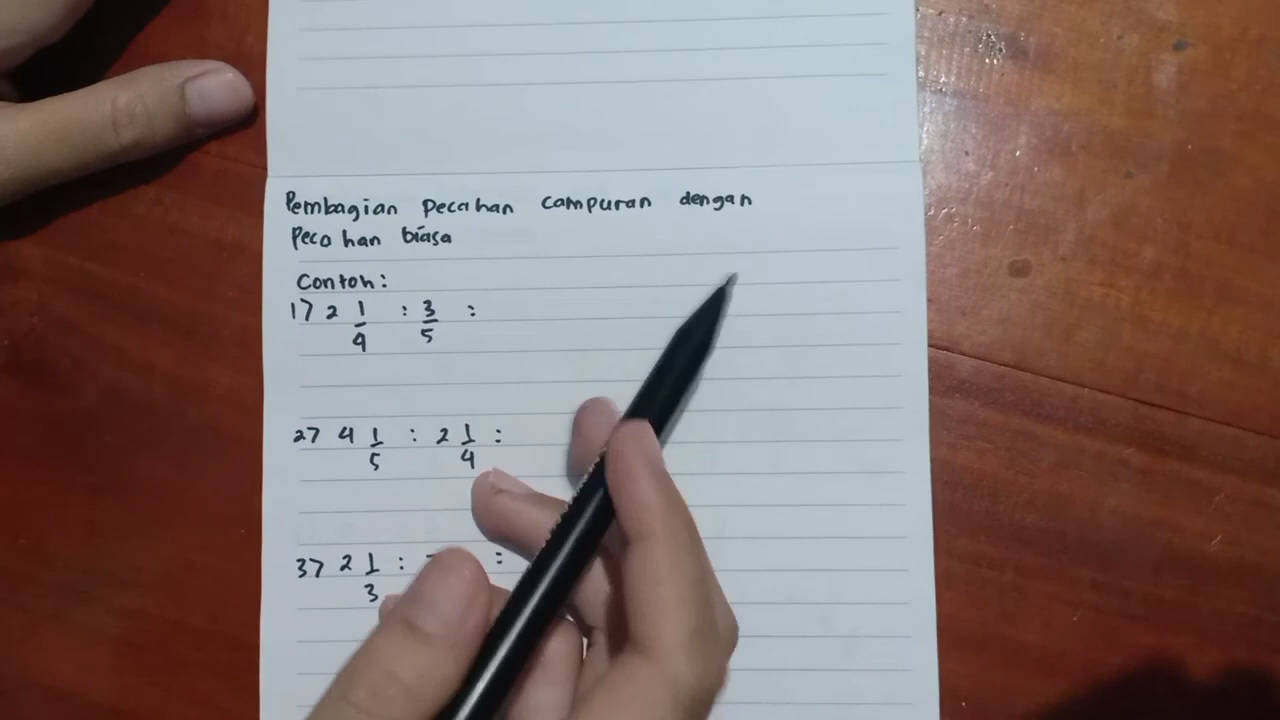 Pembagian pecahan campuran dengan
pecahan biasa
Contoh:
1) 2 1/4 : 3/5 :
2) 4 1/5 : 2 1/4 :
3) 2 1/3 : :